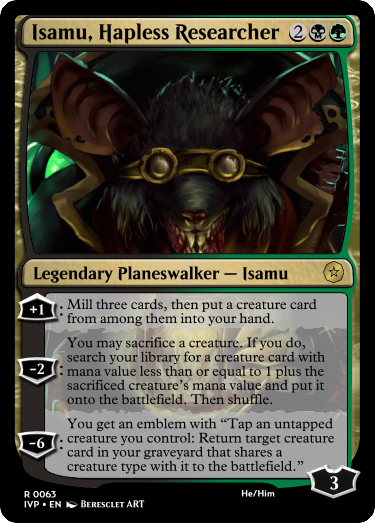 Isamu, Hapless Researcher 2
Legendary Planeswalker — Isamu
+1 : Mill three cards, then put a creature card
from among them into your hand.
You may sacrifice a creature. If you do,
search your library for a creature card with
-2 : mana value less than or equal to 1 plus the
sacrificed creature's mana value and put it
onto the battlefield. Then shuffle.
You get an emblem with “Tap an untapped
creature you control: Return target creature
-6 : card in your graveyard that shares a
creature type with it to the battlefield.”
3
R 0063 He/Him
IVP • EN Beresclet ART